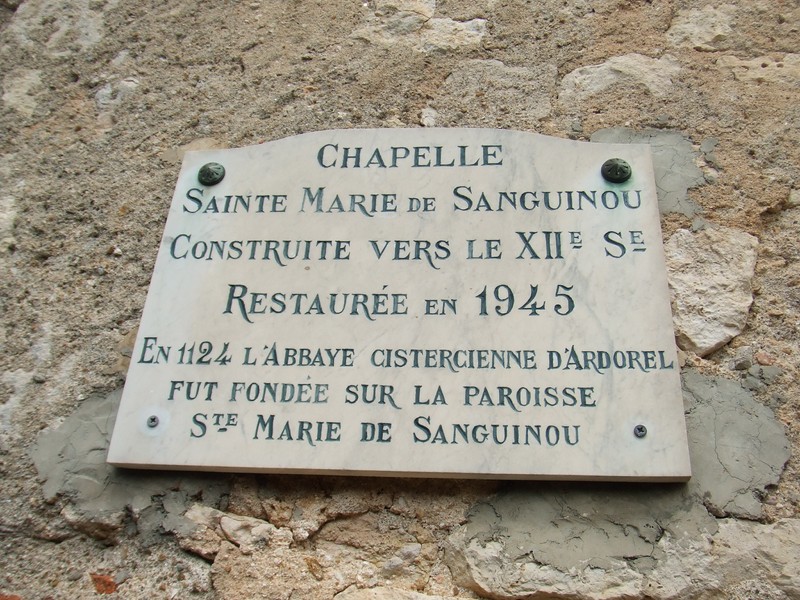 CHAPELLE
SAINTE MARIE DE SANGUINOU
CONSTRUITE VERS LE XIIE SE
RESTAURÉE EN 1945
EN 1124 L'ABBAYE CISTERCIENNE D'ARDOREL
FUT FONDÉE SUR LA PAROISSE
STE MARIE DE SANGUINOU